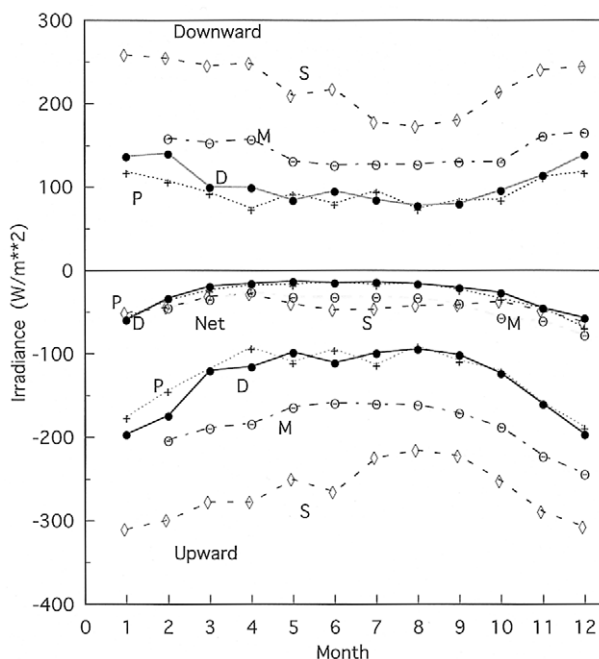 300
Downward
S
200
M
100
D
P
0
P
D
Net
S
M
-100
P
D
M
-200
S
-300
Upward
-400
0 1 2 3 4 5 6 7 8 9 10 11 12
Month
Irradiance (W/m**2)